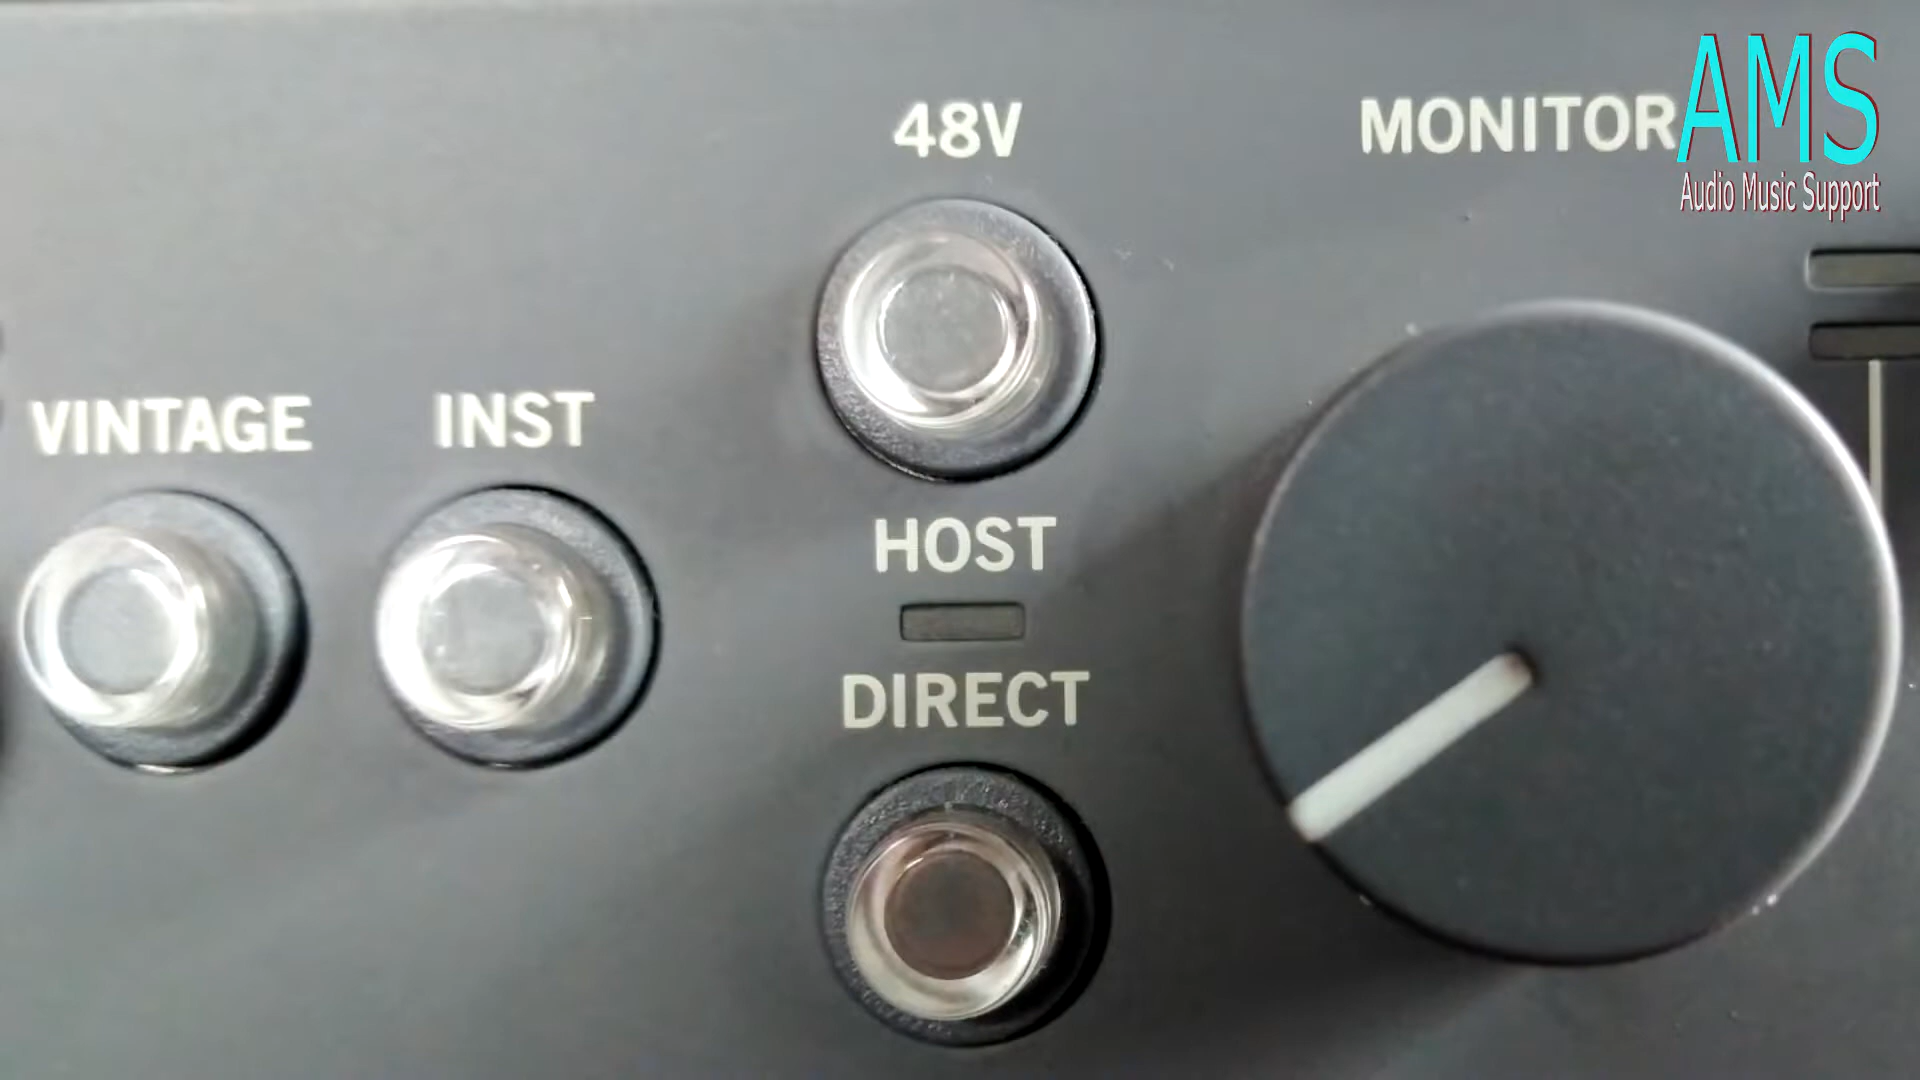 48V
MONITOR
AMS
Audio Music Support
VINTAGE
INST
HOST
DIRECT